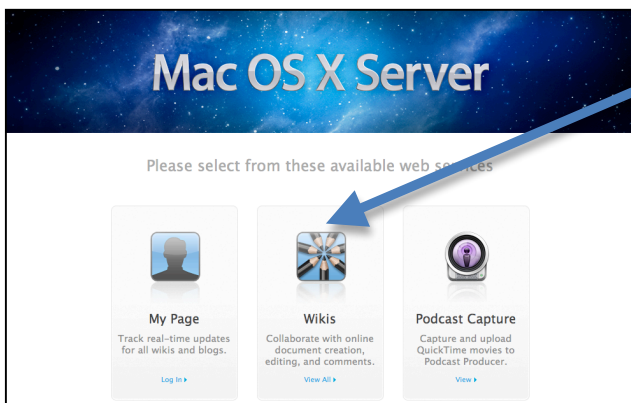 Mac OS X Server
Please select from these available web services
My Page
Track real-time updates
for all wikis and blogs.
Log In ▸
Wikis
Collaborate with online
document creation,
editing, and comments.
View All ▸
Podcast Capture
Capture and upload
QuickTime movies to
Podcast Producer.
View ▸